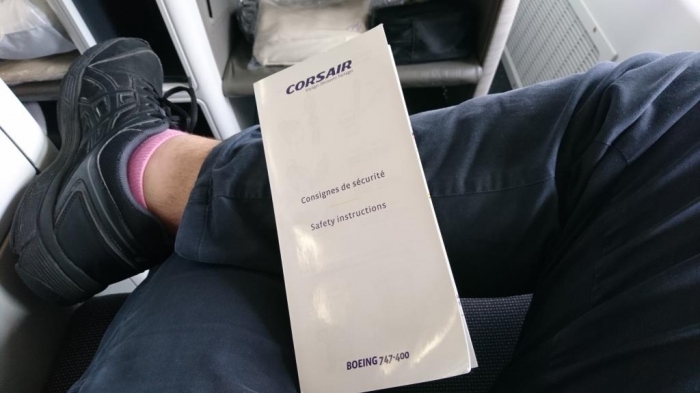 CORSAIR
Consignes de sécurité
Safety instructions
BOEING 747-400